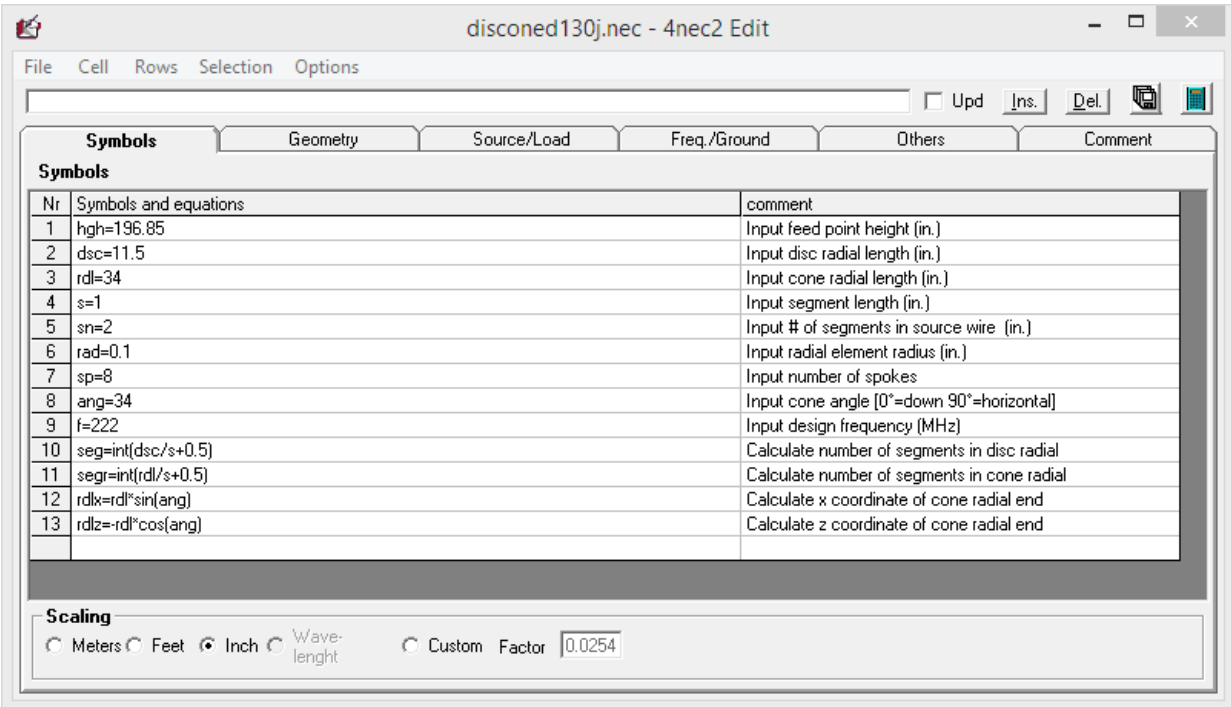 disconed130j.nec - 4nec2 Edit
File Cell Rows Selection Options
Upd Ins. Del.
Symbols Geometry Source/Load Freq./Ground Others Comment
Symbols
Nr Symbols and equations comment
1 hgh=196.85 Input feed point height (in.)
2 dsc=11.5 Input disc radial length (in.)
3 rdl=34 Input cone radial length (in.)
4 s=1 Input segment length (in.)
5 sn=2 Input # of segments in source wire (in.)
6 rad=0.1 Input radial element radius (in.)
7 sp=8 Input number of spokes
8 ang=34 Input cone angle [0°=down 90°=horizontal]
9 f=222 Input design frequency (MHz)
10 seg=int(dsc/s+0.5) Calculate number of segments in disc radial
11 segr=int(rdl/s+0.5) Calculate number of segments in cone radial
12 rdlx=rdl*sin(ang) Calculate x coordinate of cone radial end
13 rdlz=-rdl*cos(ang) Calculate z coordinate of cone radial end
Scaling
Meters Feet Inch Wave-
lenght Custom Factor 0.0254